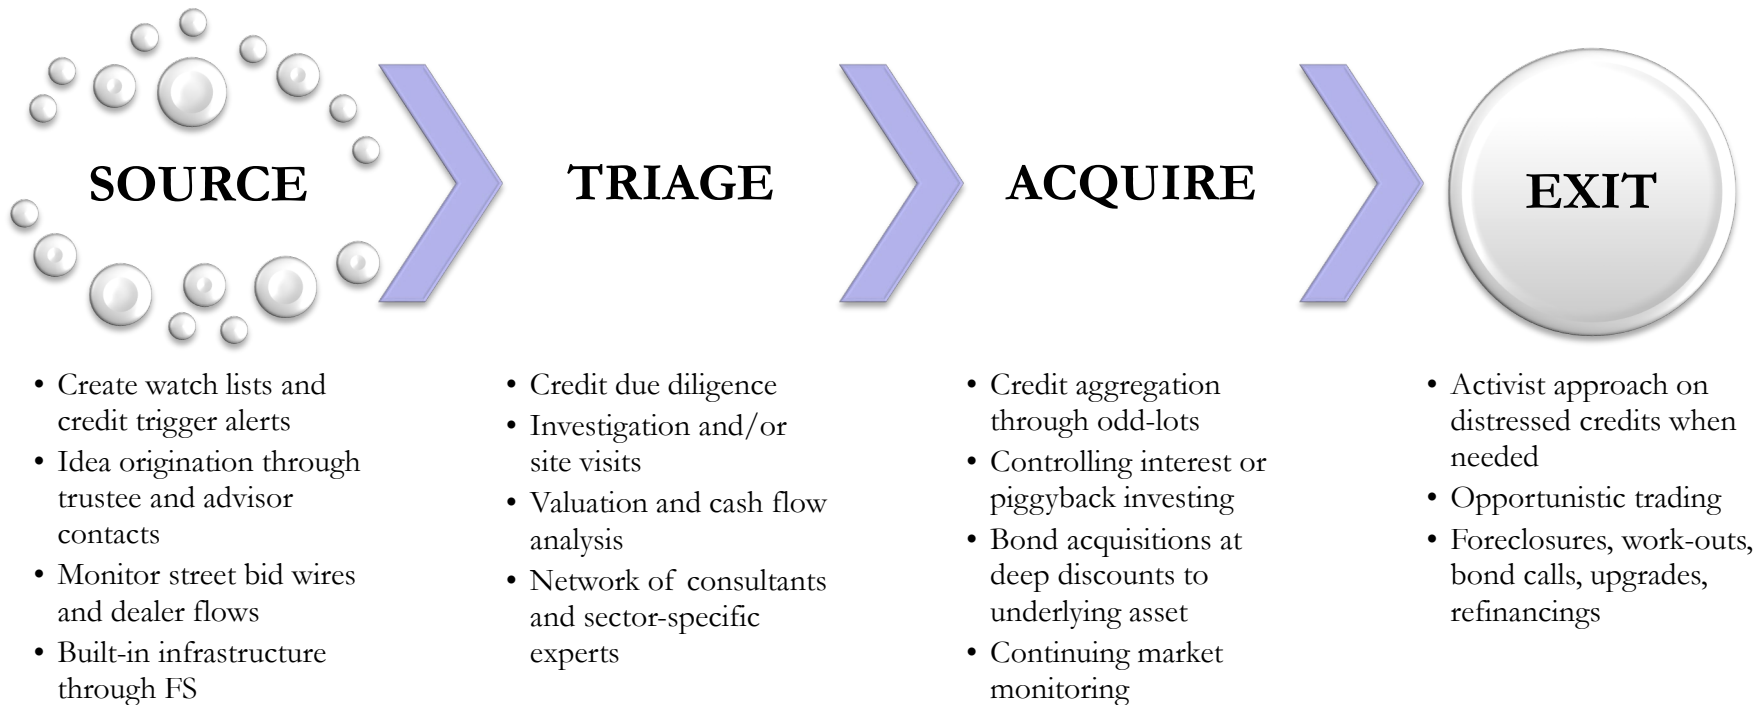 SOURCE
TRIAGE
ACQUIRE
EXIT
• Create watch lists and
credit trigger alerts
• Idea origination through
trustee and advisor
contacts
• Monitor street bid wires
and dealer flows
• Built-in infrastructure
through FS
• Credit due diligence
• Investigation and/or
site visits
• Valuation and cash flow
analysis
• Network of consultants
and sector-specific
experts
• Credit aggregation
through odd-lots
• Controlling interest or
piggyback investing
• Bond acquisitions at
deep discounts to
underlying asset
• Continuing market
monitoring
• Activist approach on
distressed credits when
needed
• Opportunistic trading
• Foreclosures, work-outs,
bond calls, upgrades,
refinancings